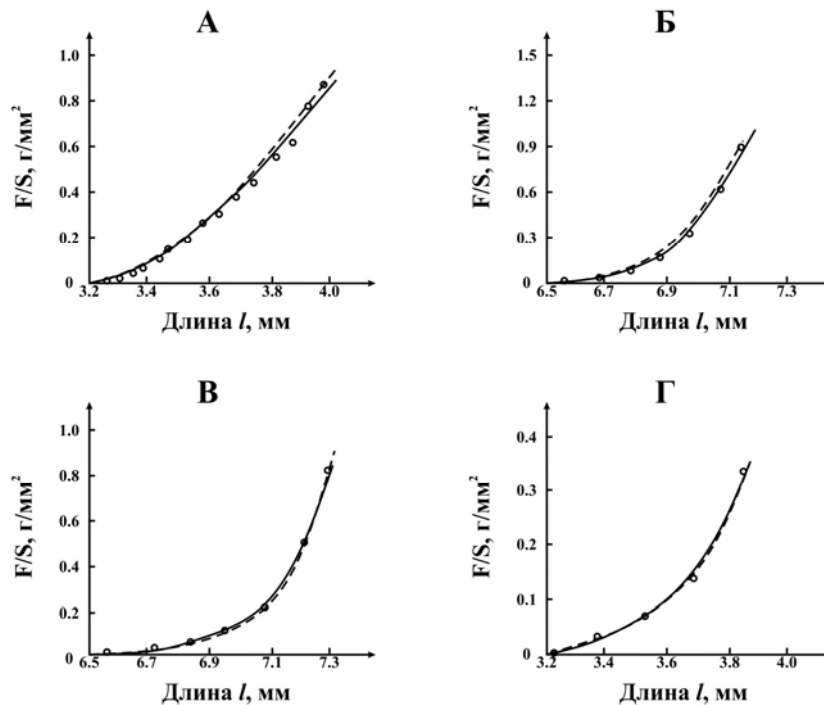 А
F/S, г/мм²
1.0
0.8
0.6
0.4
0.2
0
3.2 3.4 3.6 3.8 4.0
Длина l, мм
Б
F/S, г/мм²
1.5
1.2
0.9
0.6
0.3
0
6.5 6.7 6.9 7.1 7.3
Длина l, мм
В
F/S, г/мм²
1.0
0.8
0.6
0.4
0.2
0
6.5 6.7 6.9 7.1 7.3
Длина l, мм
Г
F/S, г/мм²
0.4
0.3
0.2
0.1
0
3.2 3.4 3.6 3.8 4.0
Длина l, мм